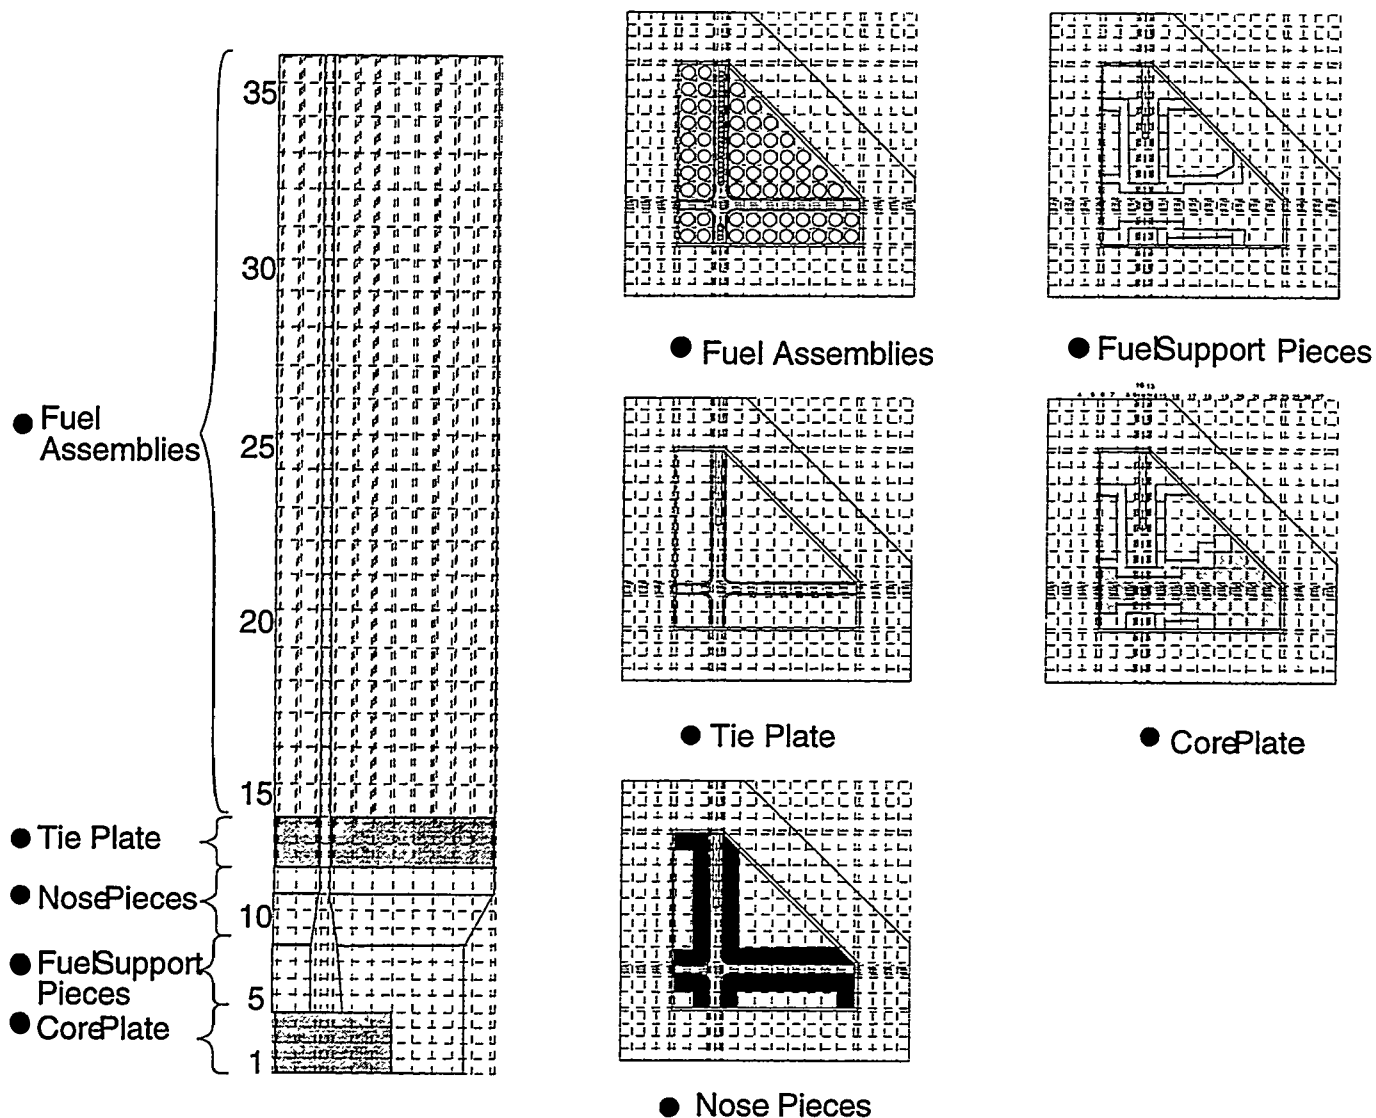 35
30
● Fuel
Assemblies
25
20
15
● Tie Plate
● NosePieces
10
● FuelSupport
Pieces
5
● CorePlate
1
● Fuel Assemblies
● FuelSupport Pieces
● Tie Plate
● CorePlate
● Nose Pieces